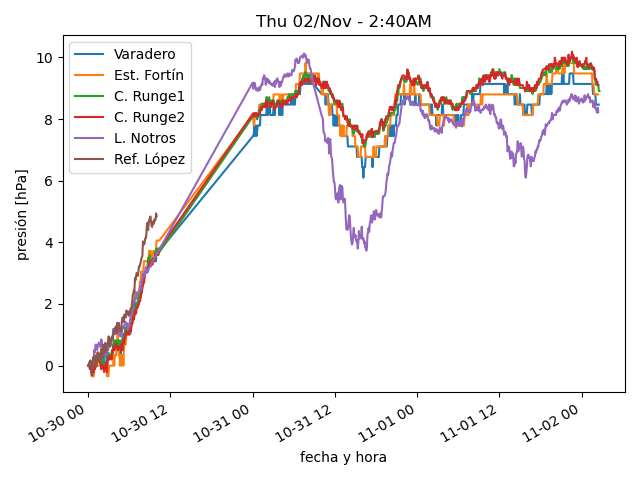 Thu 02/Nov - 2:40AM
Varadero
Est. Fortín
C. Runge1
C. Runge2
L. Notros
Ref. López
presión [hPa]
10
8
6
4
2
0
10-30 00
10-30 12
10-31 00
10-31 12
11-01 00
11-01 12
11-02 00
fecha y hora